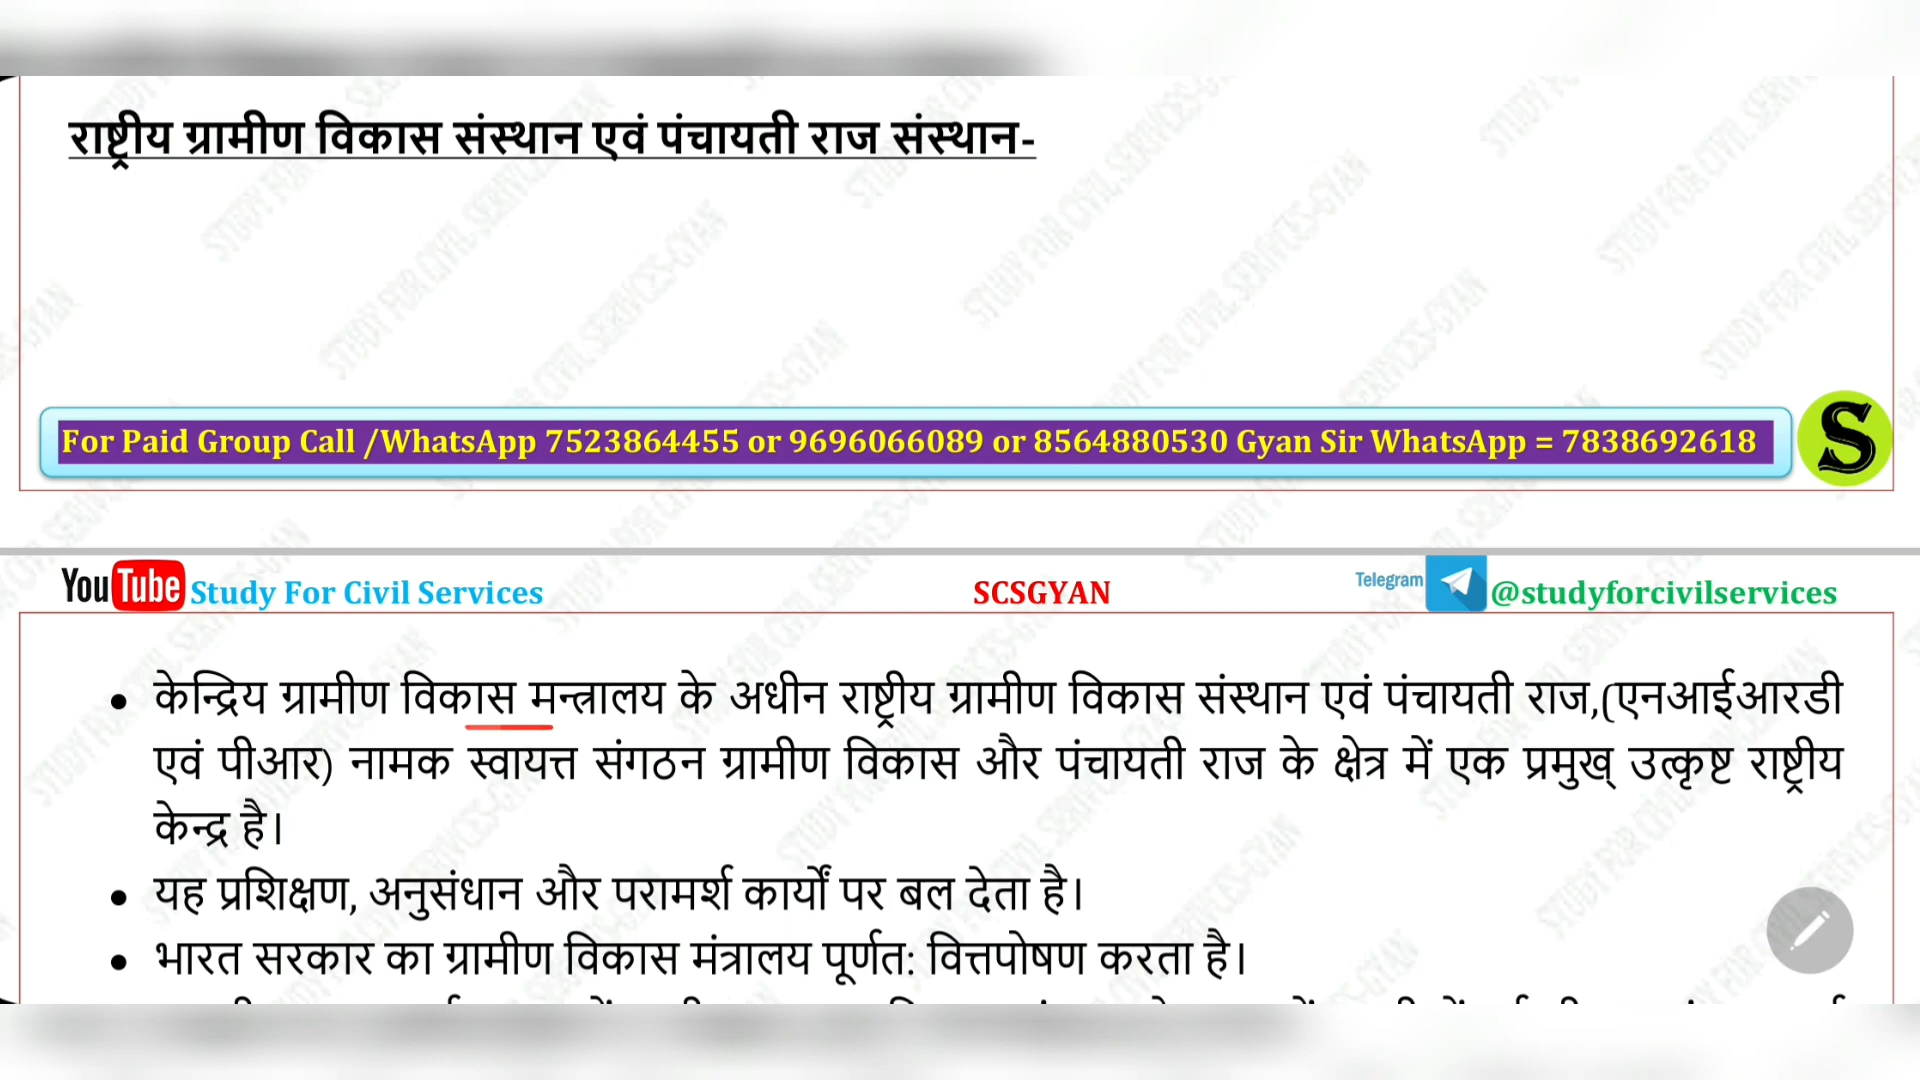 राष्ट्रीय ग्रामीण विकास संस्थान एवं पंचायती राज संस्थान-
For Paid Group Call /WhatsApp 7523864455 or 9696066089 or 8564880530 Gyan Sir WhatsApp = 7838692618
S
YouTube Study For Civil Services
SCSGYAN
Telegram @studyforcivilservices
• केन्द्रिय ग्रामीण विकास मन्त्रालय के अधीन राष्ट्रीय ग्रामीण विकास संस्थान एवं पंचायती राज,(एनआईआरडी
एवं पीआर) नामक स्वायत्त संगठन ग्रामीण विकास और पंचायती राज के क्षेत्र में एक प्रमुख् उत्कृष्ट राष्ट्रीय
केन्द्र है।
• यह प्रशिक्षण, अनुसंधान और परामर्श कार्यों पर बल देता है।
• भारत सरकार का ग्रामीण विकास मंत्रालय पूर्णत: वित्तपोषण करता है।